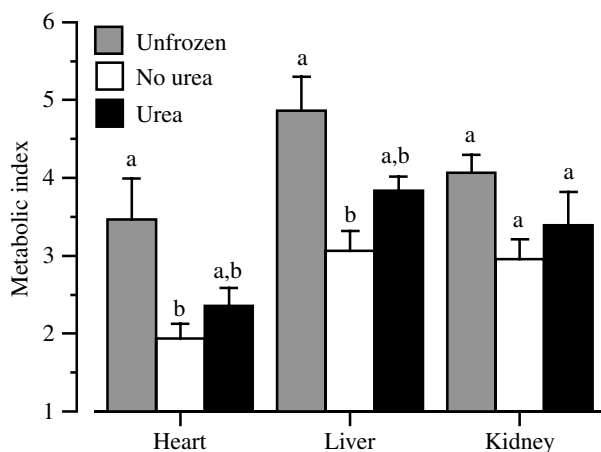 6
5
4
3
2
1
Metabolic index
Unfrozen
No urea
Urea
a
b
a,b
a
b
a,b
a
a
a
Heart Liver Kidney